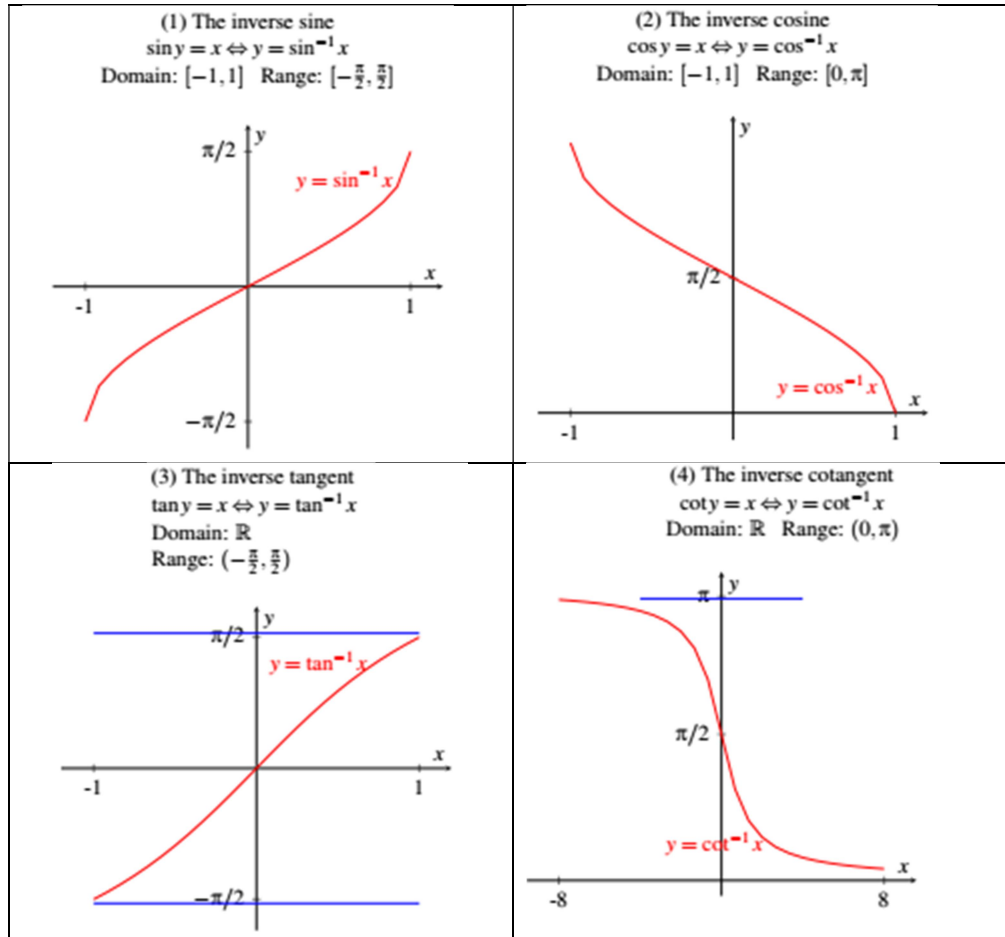 (1) The inverse sine
sin y = x ⇔ y = sin⁻¹ x
Domain: [−1, 1] Range: [−π/2, π/2]
y
π/2
y = sin⁻¹ x
x
-1
1
−π/2
(2) The inverse cosine
cos y = x ⇔ y = cos⁻¹ x
Domain: [−1, 1] Range: [0, π]
y
π/2
y = cos⁻¹ x
x
-1
1
(3) The inverse tangent
tan y = x ⇔ y = tan⁻¹ x
Domain: ℝ
Range: (−π/2, π/2)
y
π/2
y = tan⁻¹ x
x
-1
1
−π/2
(4) The inverse cotangent
cot y = x ⇔ y = cot⁻¹ x
Domain: ℝ Range: (0, π)
y
π
π/2
y = cot⁻¹ x
x
-8
8